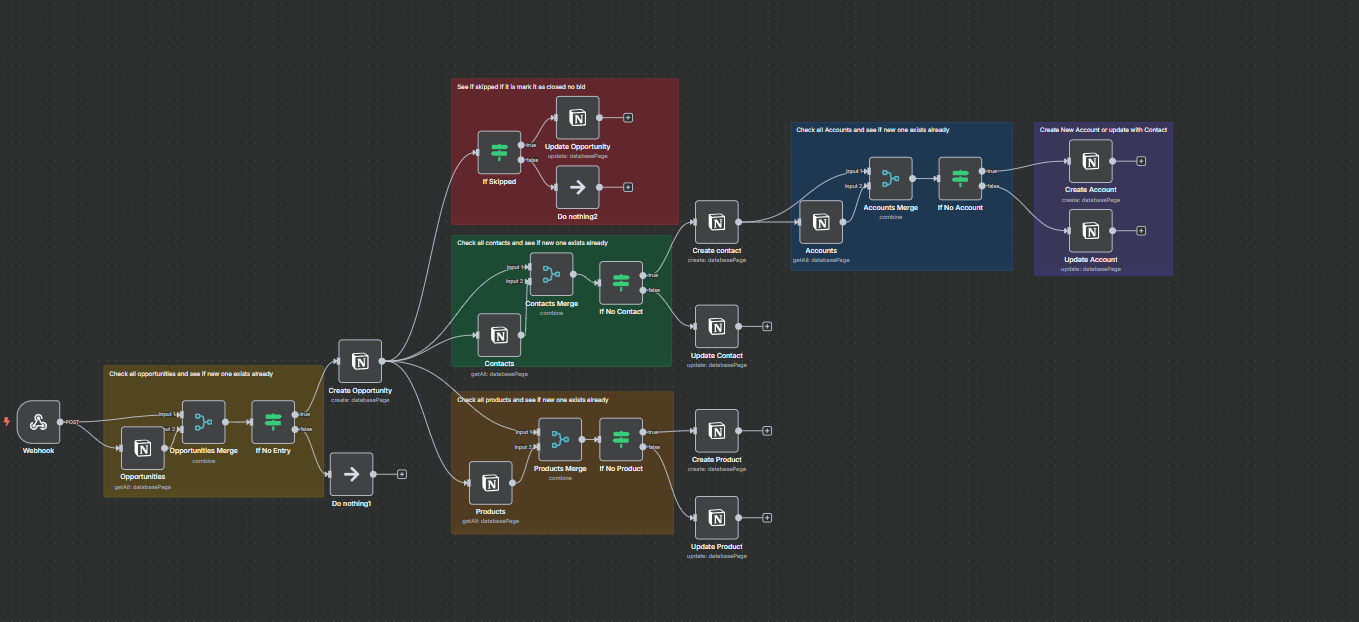 See if skipped if it is mark it as closed no bid
Update Opportunity
update: databasePage
true
false
If Skipped
Do nothing2
Check all Accounts and see if new one exists already
Input 1
Input 2
Accounts Merge
combine
true
false
If No Account
Accounts
getAll: databasePage
Create New Account or update with Contact
Create Account
create: databasePage
Update Account
update: databasePage
Create contact
create: databasePage
Check all contacts and see if new one exists already
Input 1
Input 2
Contacts Merge
combine
true
false
If No Contact
Contacts
getAll: databasePage
Update Contact
update: databasePage
Create Opportunity
create: databasePage
Check all opportunities and see if new one exists already
Webhook
POST
Input 1
ut 2
Opportunities Merge
combine
true
false
If No Entry
Opportunities
getAll: databasePage
Do nothing1
Check all products and see if new one exists already
Input 1
Input 2
Products Merge
combine
true
false
If No Product
Products
getAll: databasePage
Create Product
create: databasePage
Update Product
update: databasePage